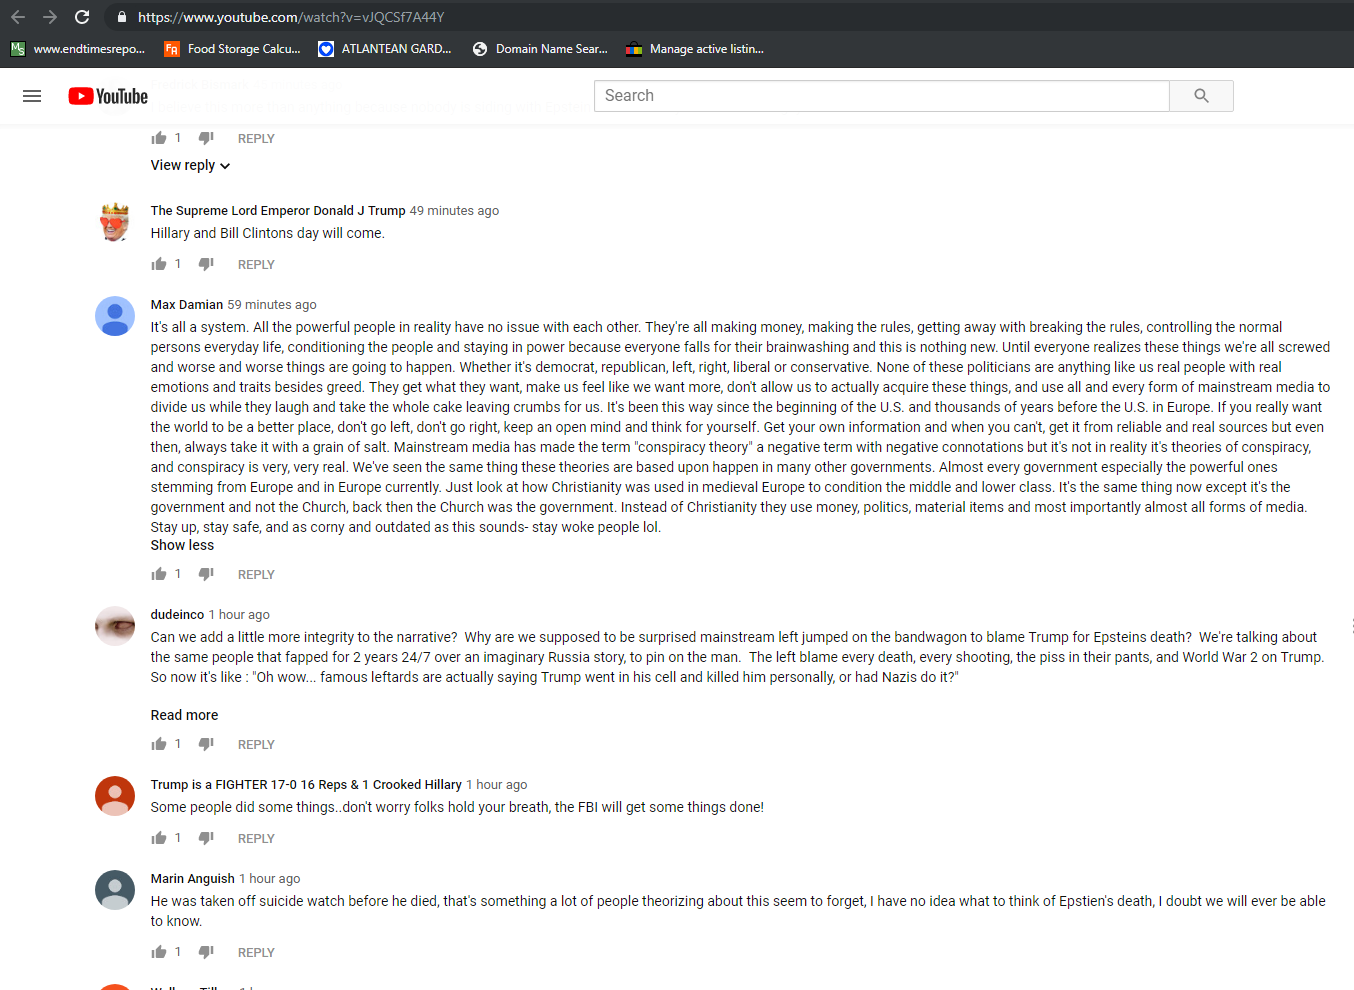 https://www.youtube.com/watch?v=vJQCSf7A44Y
www.endtimesrepo... Food Storage Calcu... ATLANTEAN GARD... Domain Name Sear... Manage active listin...
YouTube Search
1 REPLY
View reply
The Supreme Lord Emperor Donald J Trump 49 minutes ago
Hillary and Bill Clintons day will come.
1 REPLY
Max Damian 59 minutes ago
It's all a system. All the powerful people in reality have no issue with each other. They're all making money, making the rules, getting away with breaking the rules, controlling the normal
persons everyday life, conditioning the people and staying in power because everyone falls for their brainwashing and this is nothing new. Until everyone realizes these things we're all screwed
and worse and worse things are going to happen. Whether it's democrat, republican, left, right, liberal or conservative. None of these politicians are anything like us real people with real
emotions and traits besides greed. They get what they want, make us feel like we want more, don't allow us to actually acquire these things, and use all and every form of mainstream media to
divide us while they laugh and take the whole cake leaving crumbs for us. It's been this way since the beginning of the U.S. and thousands of years before the U.S. in Europe. If you really want
the world to be a better place, don't go left, don't go right, keep an open mind and think for yourself. Get your own information and when you can't, get it from reliable and real sources but even
then, always take it with a grain of salt. Mainstream media has made the term "conspiracy theory" a negative term with negative connotations but it's not in reality it's theories of conspiracy,
and conspiracy is very, very real. We've seen the same thing these theories are based upon happen in many other governments. Almost every government especially the powerful ones
stemming from Europe and in Europe currently. Just look at how Christianity was used in medieval Europe to condition the middle and lower class. It's the same thing now except it's the
government and not the Church, back then the Church was the government. Instead of Christianity they use money, politics, material items and most importantly almost all forms of media.
Stay up, stay safe, and as corny and outdated as this sounds- stay woke people lol.
Show less
1 REPLY
dudeinco 1 hour ago
Can we add a little more integrity to the narrative?  Why are we supposed to be surprised mainstream left jumped on the bandwagon to blame Trump for Epsteins death?  We're talking about
the same people that fapped for 2 years 24/7 over an imaginary Russia story, to pin on the man.  The left blame every death, every shooting, the piss in their pants, and World War 2 on Trump.
So now it's like : "Oh wow... famous leftards are actually saying Trump went in his cell and killed him personally, or had Nazis do it?"
Read more
1 REPLY
Trump is a FIGHTER 17-0 16 Reps & 1 Crooked Hillary 1 hour ago
Some people did some things..don't worry folks hold your breath, the FBI will get some things done!
1 REPLY
Marin Anguish 1 hour ago
He was taken off suicide watch before he died, that's something a lot of people theorizing about this seem to forget, I have no idea what to think of Epstien's death, I doubt we will ever be able
to know.
1 REPLY